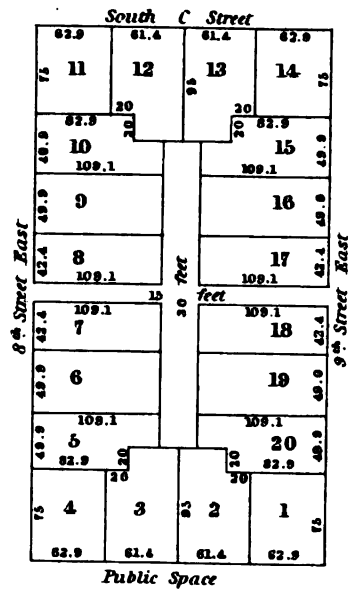 South C Street
62.9 61.4 61.4 62.9
75 11 12 95 13 14 75
20 20
82.9 20 20 82.9
49.9 10 15 49.9
109.1 109.1
49.9 9 16 49.9
42.4 8 17 42.4
109.1 109.1
8th Street East
15 30 feet feet
9th Street East
109.1 109.1
42.4 7 18 42.4
49.9 6 19 49.9
109.1 109.1
49.9 5 20 49.9
82.9 20 20 82.9
20 20
75 4 3 95 2 1 75
62.9 61.4 61.4 62.9
Public Space